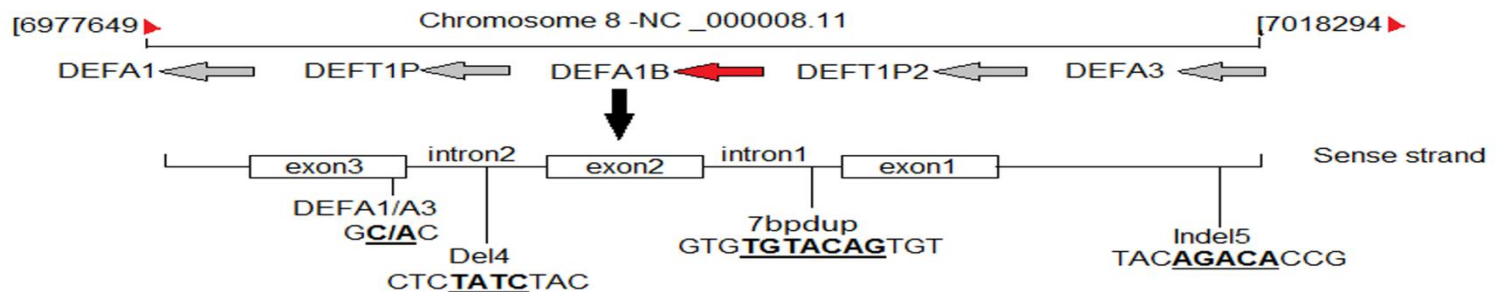 [6977649 Chromosome 8 -NC _000008.11 [7018294
DEFA1 DEFT1P DEFA1B DEFT1P2 DEFA3
exon3 intron2 exon2 intron1 exon1 Sense strand
DEFA1/A3
GC/AC
Del4
CTCTATCTAC
7bpdup
GTGTGTACAGTGT
Indel5
TACAGACACCG